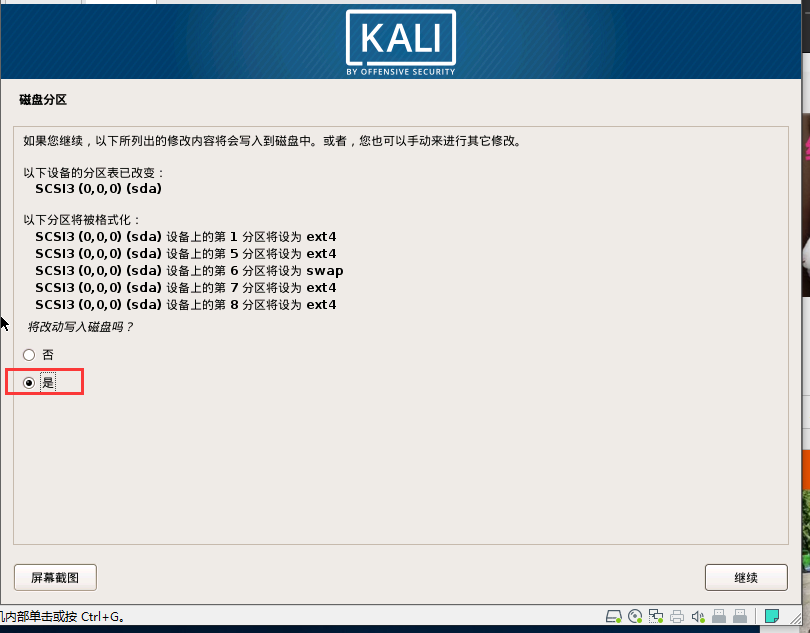 KALI
BY OFFENSIVE SECURITY
磁盘分区
如果您继续，以下所列出的修改内容将会写入到磁盘中。或者，您也可以手动来进行其它修改。
以下设备的分区表已改变：
SCSI3 (0,0,0) (sda)
以下分区将被格式化：
SCSI3 (0,0,0) (sda) 设备上的第 1 分区将设为 ext4
SCSI3 (0,0,0) (sda) 设备上的第 5 分区将设为 ext4
SCSI3 (0,0,0) (sda) 设备上的第 6 分区将设为 swap
SCSI3 (0,0,0) (sda) 设备上的第 7 分区将设为 ext4
SCSI3 (0,0,0) (sda) 设备上的第 8 分区将设为 ext4
将改动写入磁盘吗？
否
是
屏幕截图
继续
内部单击或按 Ctrl+G。